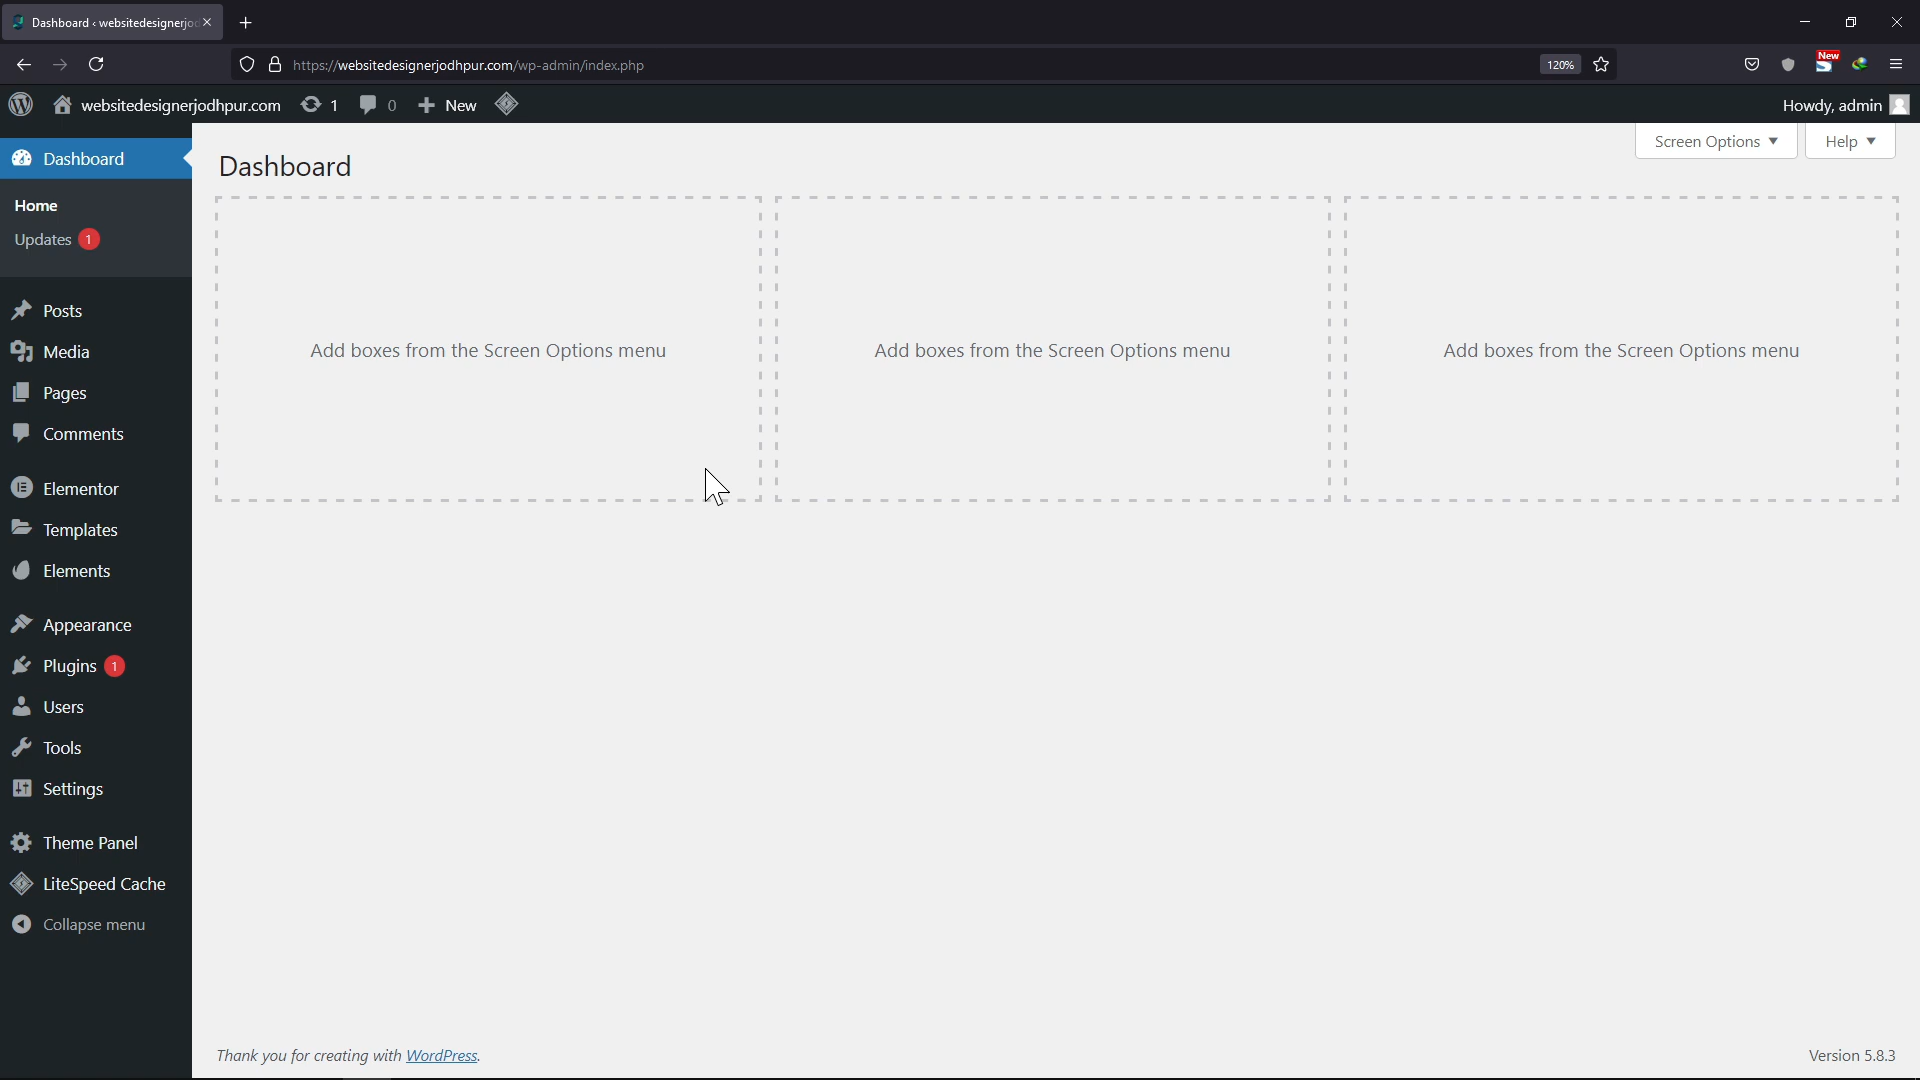 Dashboard ‹ websitedesignerjo
https://websitedesignerjodhpur.com/wp-admin/index.php
120%
New
websitedesignerjodhpur.com
1
0
New
Howdy, admin
Screen Options
Help
Dashboard
Home
Updates 1
Posts
Media
Pages
Comments
Elementor
Templates
Elements
Appearance
Plugins 1
Users
Tools
Settings
Theme Panel
LiteSpeed Cache
Collapse menu
Dashboard
Add boxes from the Screen Options menu
Add boxes from the Screen Options menu
Add boxes from the Screen Options menu
Thank you for creating with WordPress.
Version 5.8.3